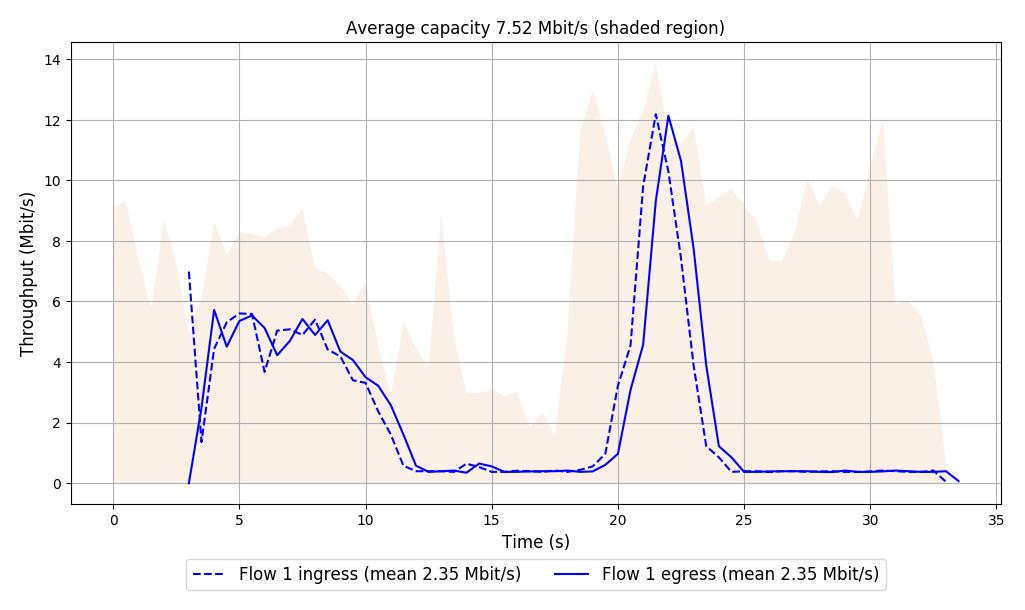 Average capacity 7.52 Mbit/s (shaded region)
14
12
10
8
6
4
2
0
Throughput (Mbit/s)
0 5 10 15 20 25 30 35
Time (s)
Flow 1 ingress (mean 2.35 Mbit/s) Flow 1 egress (mean 2.35 Mbit/s)